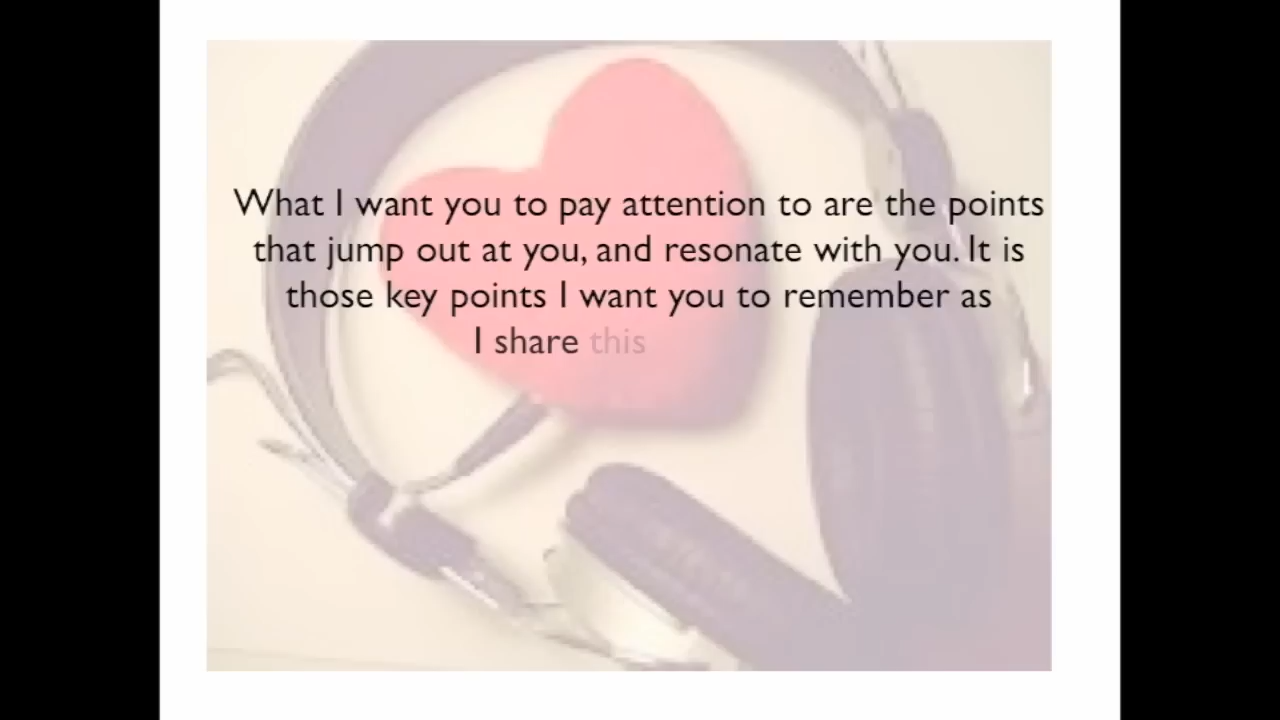 What I want you to pay attention to are the points
that jump out at you, and resonate with you. It is
those key points I want you to remember as
I share this